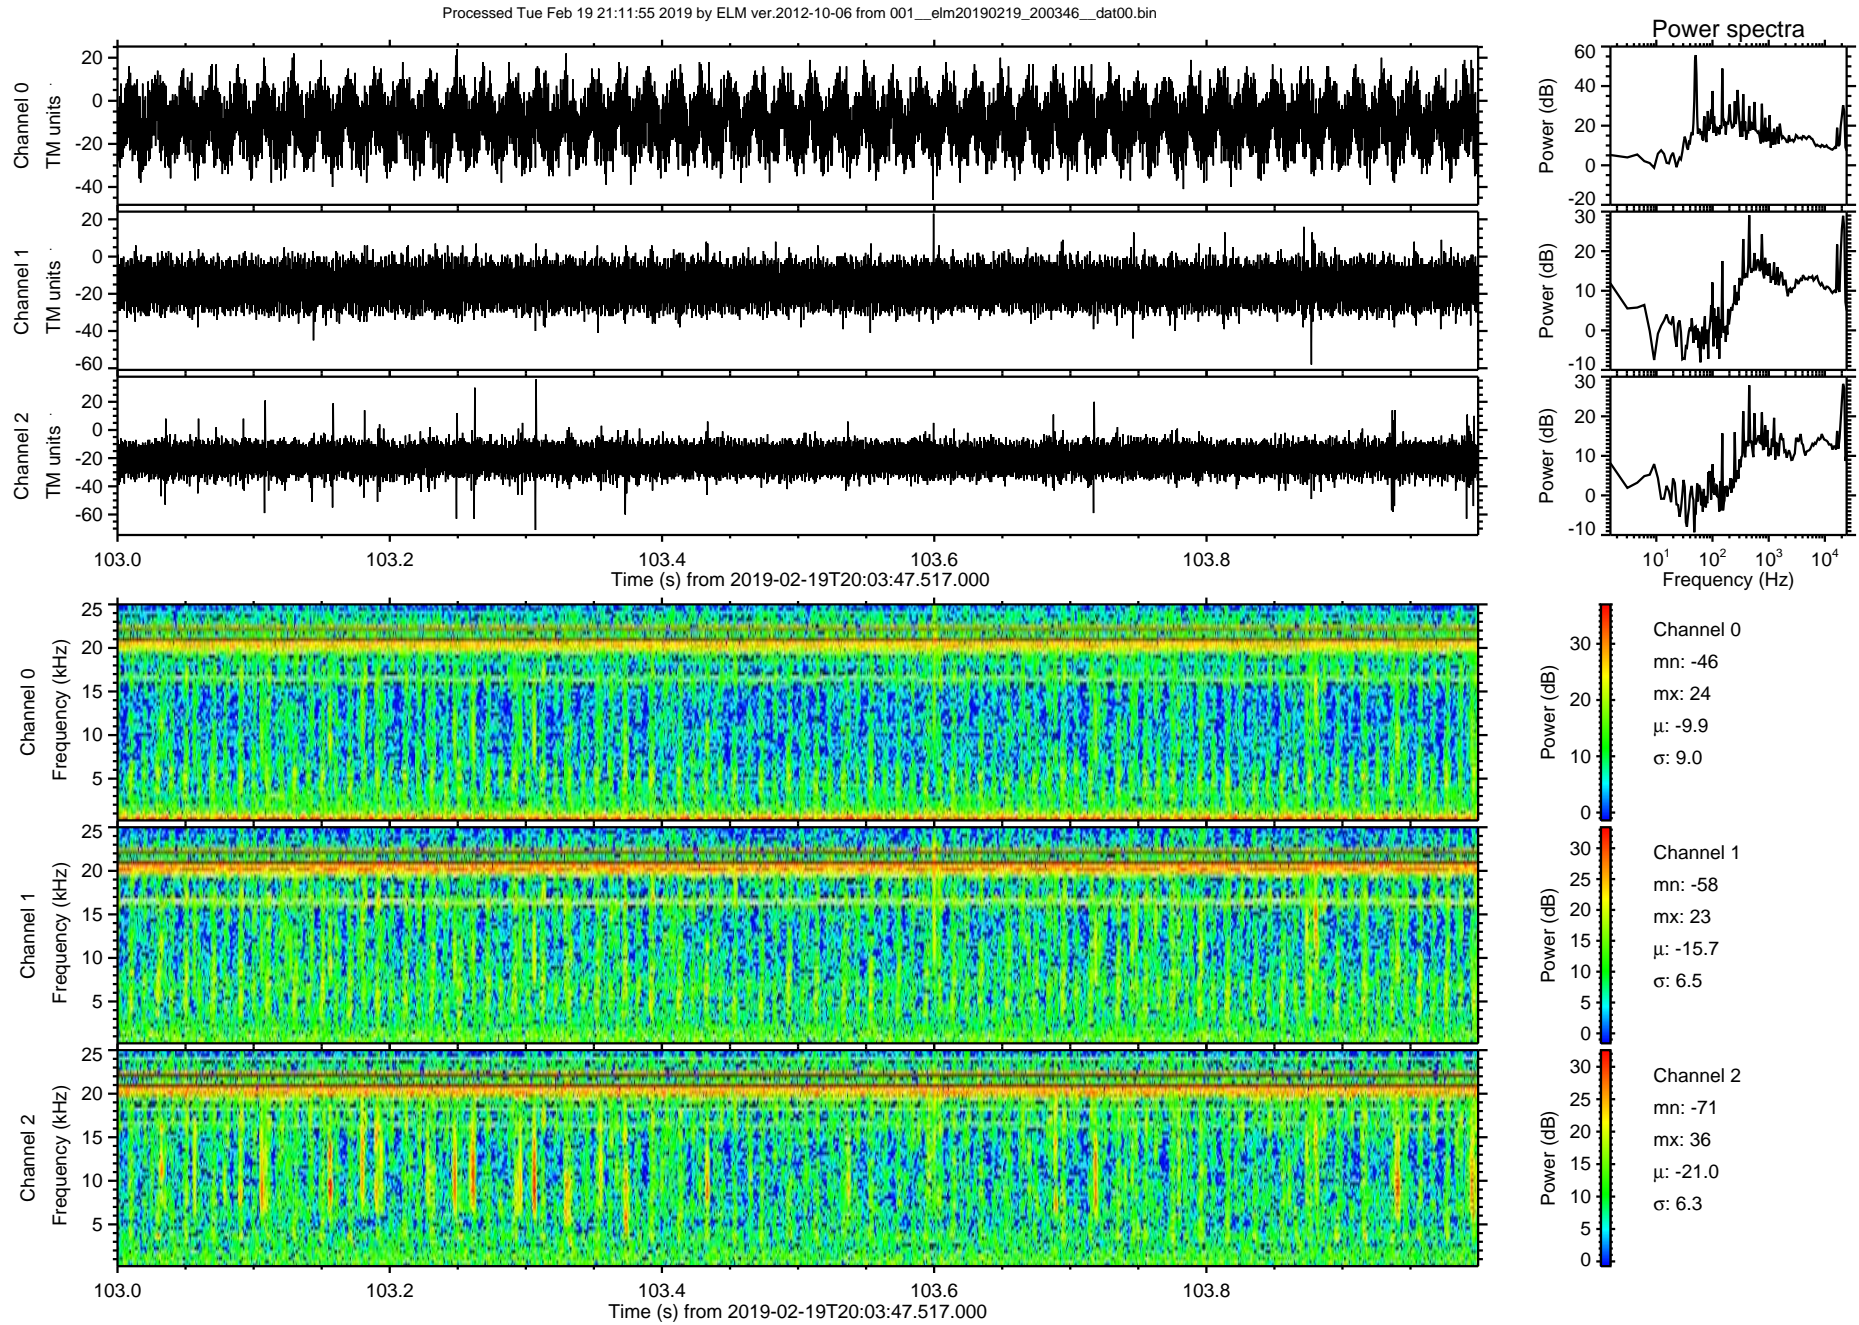 Processed Tue Feb 19 21:11:55 2019 by ELM ver.2012-10-06 from 001__elm20190219_200346__dat00.bin
Power spectra
Channel 0
TM units
20
0
-20
-40
Power (dB)
60
40
20
0
-20
Channel 1
TM units
20
0
-20
-40
-60
Power (dB)
30
20
10
0
-10
Channel 2
TM units
20
0
-20
-40
-60
Power (dB)
30
20
10
0
-10
103.0 103.2 103.4 103.6 103.8
Time (s) from 2019-02-19T20:03:47.517.000
10¹ 10² 10³ 10⁴
Frequency (Hz)
Channel 0
Frequency (kHz)
25
20
15
10
5
Power (dB)
30
20
10
0
Channel 0
mn: -46
mx: 24
μ: -9.9
σ: 9.0
Channel 1
Frequency (kHz)
25
20
15
10
5
Power (dB)
30
25
20
15
10
5
0
Channel 1
mn: -58
mx: 23
μ: -15.7
σ: 6.5
Channel 2
Frequency (kHz)
25
20
15
10
5
Power (dB)
30
25
20
15
10
5
0
Channel 2
mn: -71
mx: 36
μ: -21.0
σ: 6.3
103.0 103.2 103.4 103.6 103.8
Time (s) from 2019-02-19T20:03:47.517.000